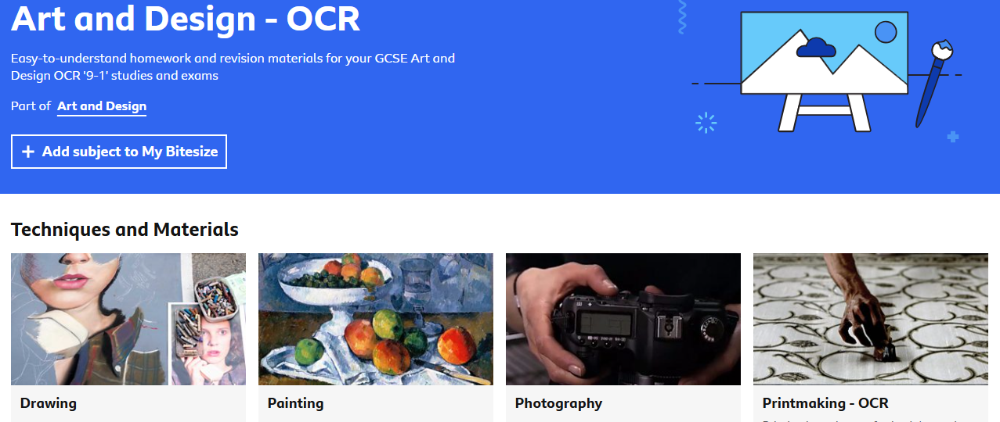 Art and Design - OCR
Easy-to-understand homework and revision materials for your GCSE Art and
Design OCR '9-1' studies and exams
Part of Art and Design
+ Add subject to My Bitesize
Techniques and Materials
Drawing
Painting
Photography
Printmaking - OCR